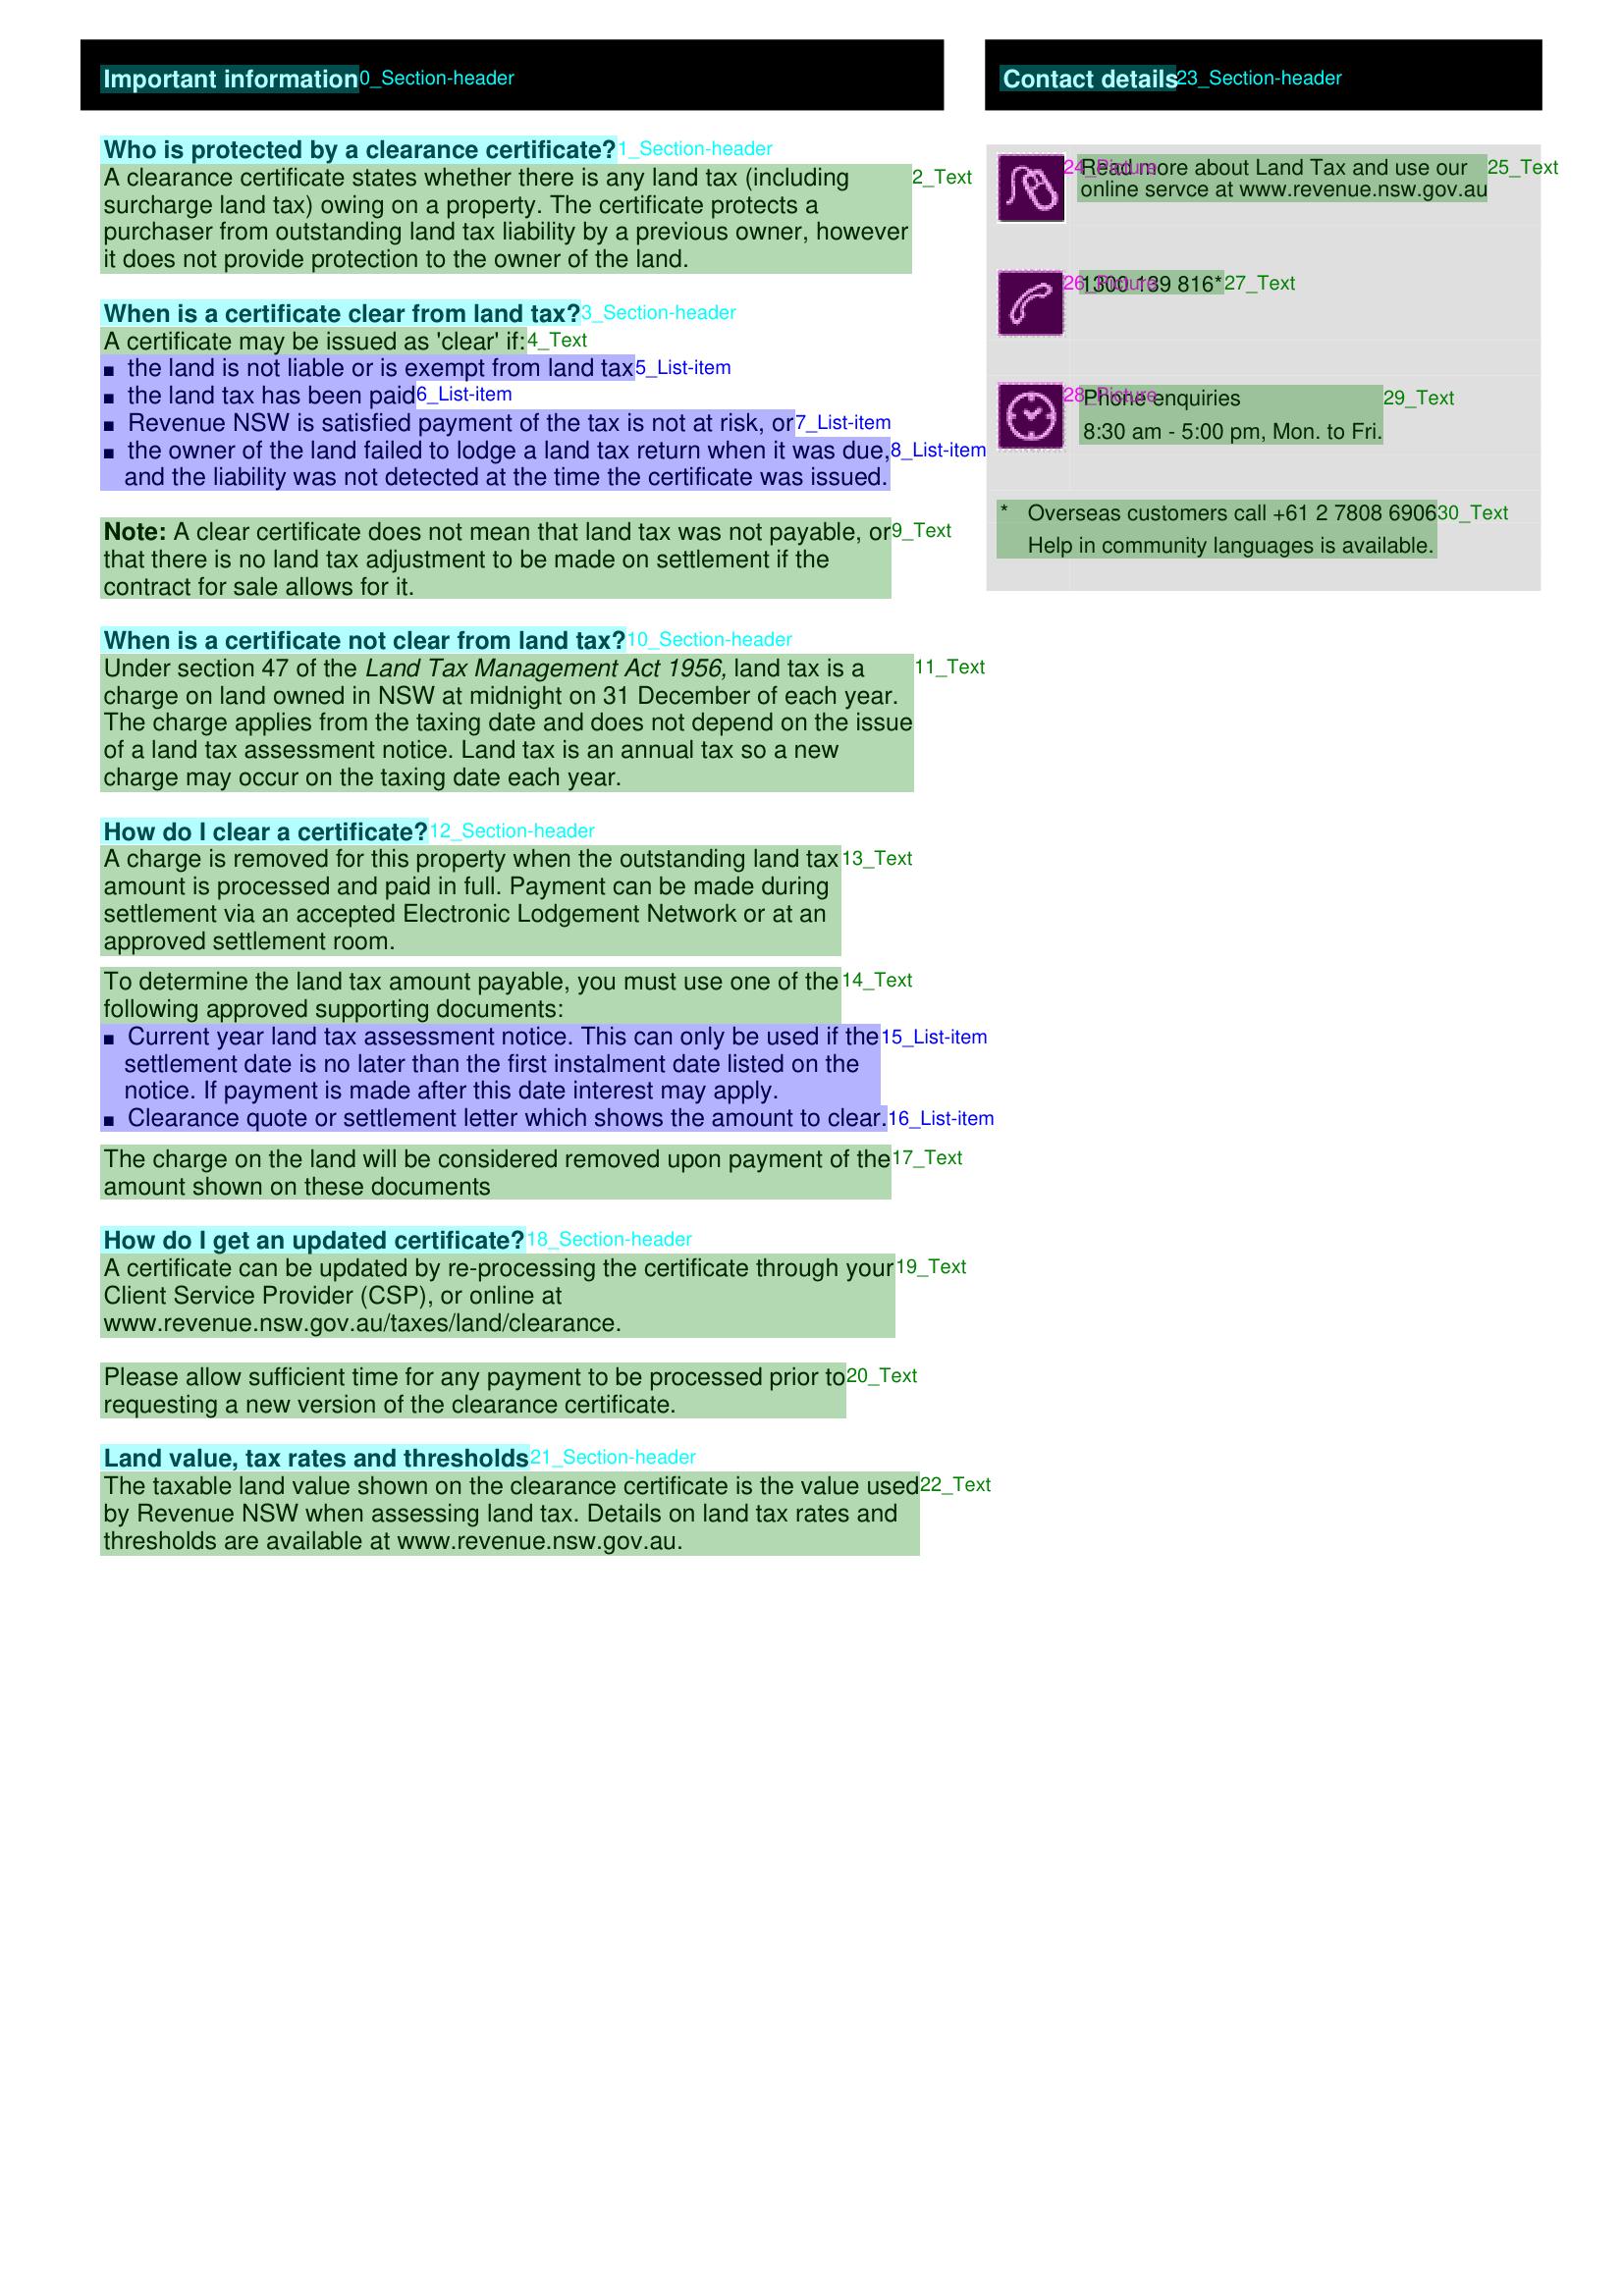 Important information 0_Section-header
Who is protected by a clearance certificate? 1_Section-header
A clearance certificate states whether there is any land tax (including 2_Text
surcharge land tax) owing on a property. The certificate protects a
purchaser from outstanding land tax liability by a previous owner, however
it does not provide protection to the owner of the land.
When is a certificate clear from land tax? 3_Section-header
A certificate may be issued as 'clear' if: 4_Text
▪ the land is not liable or is exempt from land tax 5_List-item
▪ the land tax has been paid 6_List-item
▪ Revenue NSW is satisfied payment of the tax is not at risk, or 7_List-item
▪ the owner of the land failed to lodge a land tax return when it was due, 8_List-item
and the liability was not detected at the time the certificate was issued.
Note: A clear certificate does not mean that land tax was not payable, or 9_Text
that there is no land tax adjustment to be made on settlement if the
contract for sale allows for it.
When is a certificate not clear from land tax? 10_Section-header
Under section 47 of the Land Tax Management Act 1956, land tax is a 11_Text
charge on land owned in NSW at midnight on 31 December of each year.
The charge applies from the taxing date and does not depend on the issue
of a land tax assessment notice. Land tax is an annual tax so a new
charge may occur on the taxing date each year.
How do I clear a certificate? 12_Section-header
A charge is removed for this property when the outstanding land tax 13_Text
amount is processed and paid in full. Payment can be made during
settlement via an accepted Electronic Lodgement Network or at an
approved settlement room.
To determine the land tax amount payable, you must use one of the 14_Text
following approved supporting documents:
▪ Current year land tax assessment notice. This can only be used if the 15_List-item
settlement date is no later than the first instalment date listed on the
notice. If payment is made after this date interest may apply.
▪ Clearance quote or settlement letter which shows the amount to clear. 16_List-item
The charge on the land will be considered removed upon payment of the 17_Text
amount shown on these documents
How do I get an updated certificate? 18_Section-header
A certificate can be updated by re-processing the certificate through your 19_Text
Client Service Provider (CSP), or online at
www.revenue.nsw.gov.au/taxes/land/clearance.
Please allow sufficient time for any payment to be processed prior to 20_Text
requesting a new version of the clearance certificate.
Land value, tax rates and thresholds 21_Section-header
The taxable land value shown on the clearance certificate is the value used 22_Text
by Revenue NSW when assessing land tax. Details on land tax rates and
thresholds are available at www.revenue.nsw.gov.au.
Contact details 23_Section-header
24_Picture
Read more about Land Tax and use our 25_Text
online servce at www.revenue.nsw.gov.au
26_Picture
1300 139 816* 27_Text
28_Picture
Phone enquiries 29_Text
8:30 am - 5:00 pm, Mon. to Fri.
* Overseas customers call +61 2 7808 6906 30_Text
Help in community languages is available.